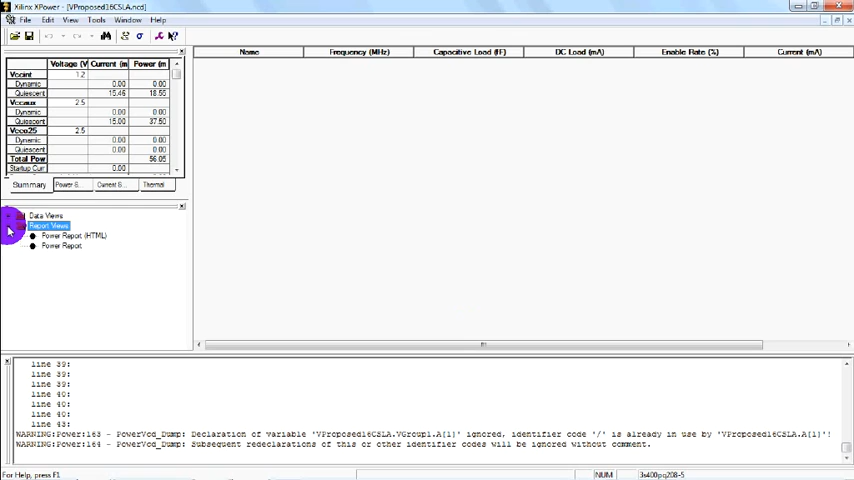 Xilinx XPower - [VProposed16CSLA.ncd]
File Edit View Tools Window Help
Name Frequency (MHz) Capacitive Load (fF) DC Load (mA) Enable Rate (%) Current (mA)
Voltage (V Current (m Power (m
Vccint 1.2
Dynamic 0.00 0.00
Quiescent 15.46 18.55
Vccaux 2.5
Dynamic 0.00 0.00
Quiescent 15.00 37.50
Vcco25 2.5
Dynamic 0.00 0.00
Quiescent 0.00 0.00
Total Pow 56.05
Startup Curr 0.00
Summary Power S... Current S... Thermal
Data Views
Report Views
Power Report (HTML)
Power Report
line 39:
line 39:
line 39:
line 40:
line 40:
line 40:
line 43:
WARNING:Power:163 - PowerVcd_Dump: Declaration of variable 'VProposed16CSLA.VGroup1.A[1]' ignored, identifier code '/' is already in use by 'VProposed16CSLA.A[1]'!
WARNING:Power:164 - PowerVcd_Dump: Subsequent redeclarations of this or other identifier codes will be ignored without comment.
For Help, press F1 NUM 3s400pq208-5